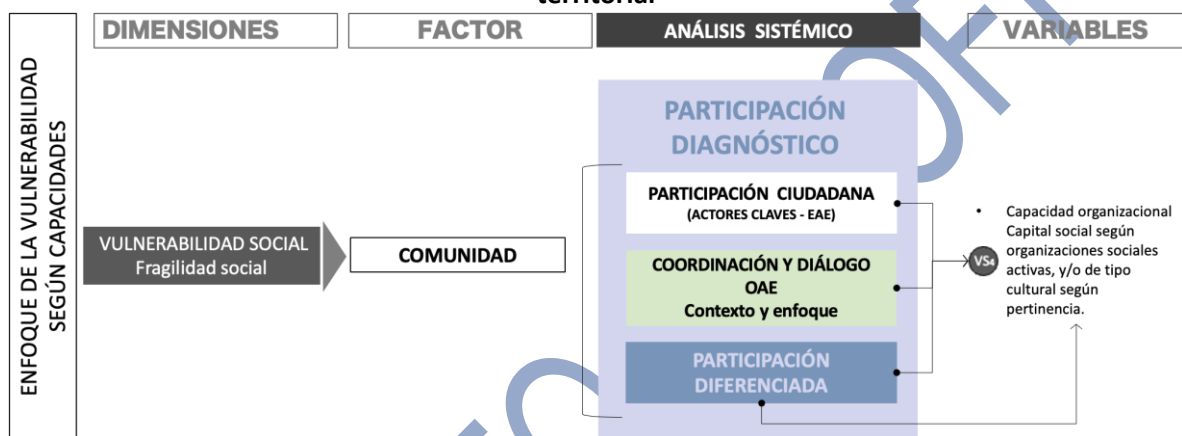 territorial
DIMENSIONES
FACTOR
ANÁLISIS SISTÉMICO
VARIABLES
ENFOQUE DE LA VULNERABILIDAD
SEGÚN CAPACIDADES
VULNERABILIDAD SOCIAL
Fragilidad social
COMUNIDAD
PARTICIPACIÓN
DIAGNÓSTICO
PARTICIPACIÓN CIUDADANA
(ACTORES CLAVES - EAE)
COORDINACIÓN Y DIÁLOGO
OAE
Contexto y enfoque
PARTICIPACIÓN
DIFERENCIADA
VS4
• Capacidad organizacional
Capital social según
organizaciones sociales
activas, y/o de tipo
cultural según
pertinencia.